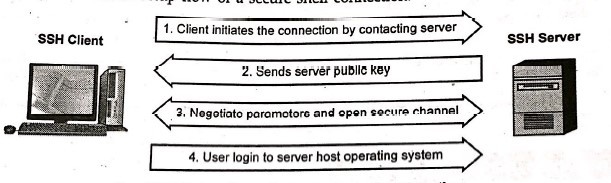 up flow of a secure shell connection.
1. Client initiates the connection by contacting server
SSH Client
SSH Server
2. Sends server public key
3. Negotiate parameters and open secure channel
4. User login to server host operating system